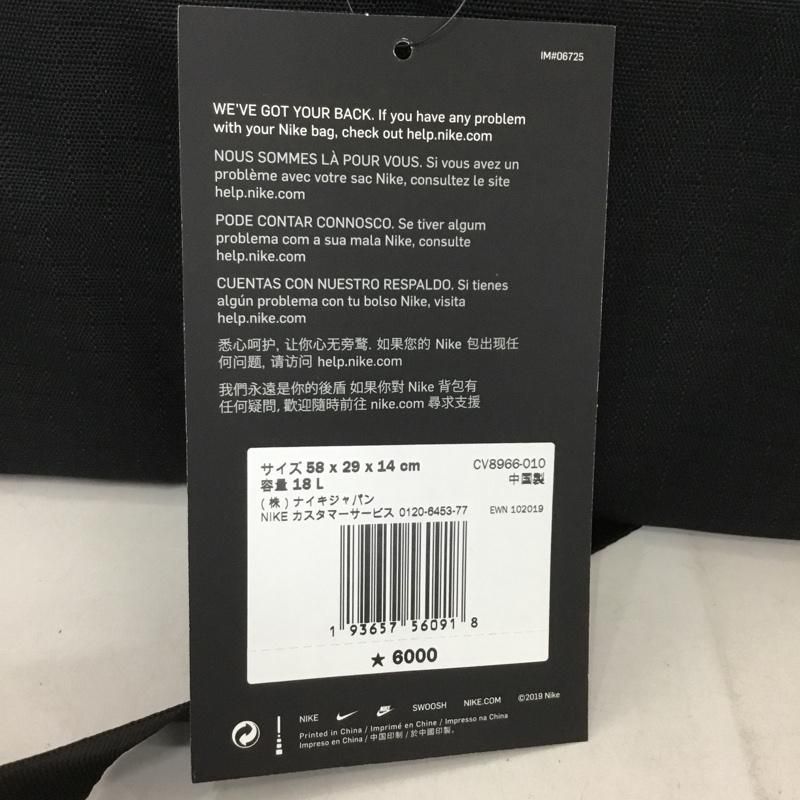 IM#06725
WE'VE GOT YOUR BACK. If you have any problem
with your Nike bag, check out help.nike.com
NOUS SOMMES LÀ POUR VOUS. Si vous avez un
problème avec votre sac Nike, consultez le site
help.nike.com
PODE CONTAR CONNOSCO. Se tiver algum
problema com a sua mala Nike, consulte
help.nike.com
CUENTAS CON NUESTRO RESPALDO. Si tienes
algún problema con tu bolso Nike, visita
help.nike.com
悉心呵护, 让你心无旁骛. 如果您的 Nike 包出现任
何问题, 请访问 help.nike.com
我們永遠是你的後盾 如果你對 Nike 背包有
任何疑問, 歡迎隨時前往 nike.com 尋求支援
サイズ 58 x 29 x 14 cm CV8966-010
容量 18 L 中国製
(株) ナイキジャパン
NIKE カスタマーサービス 0120-6453-77 EWN 102019
1 93657 56091 8
★ 6000
NIKE SWOOSH NIKE.COM ©2019 Nike
Printed in China / Imprimé en Chine / Impresso na China
Impreso en China / 中国印制 / 於中國印製。